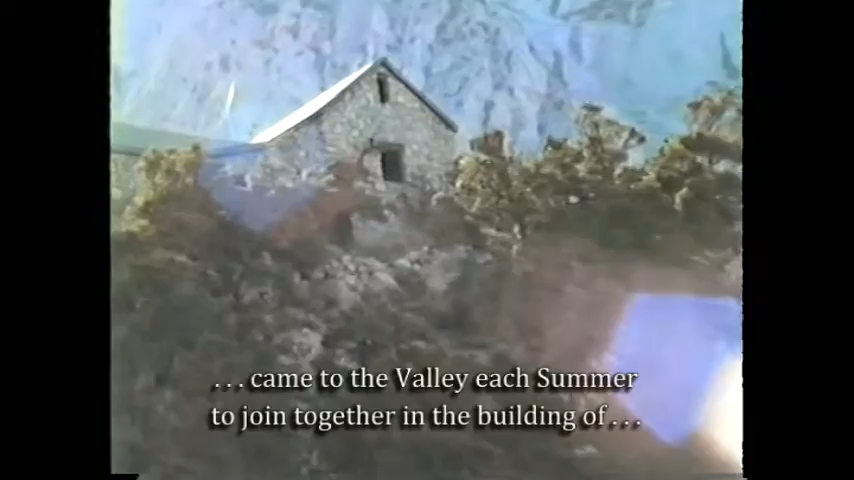 ... came to the Valley each Summer
to join together in the building of ...